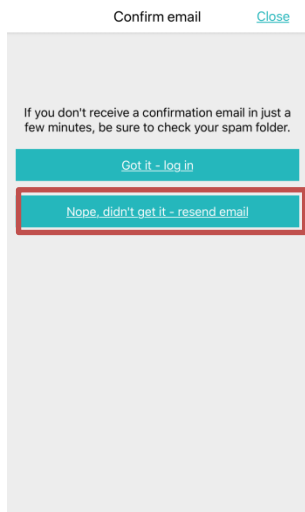 Confirm email Close
If you don't receive a confirmation email in just a
few minutes, be sure to check your spam folder.
Got it - log in
Nope, didn't get it - resend email